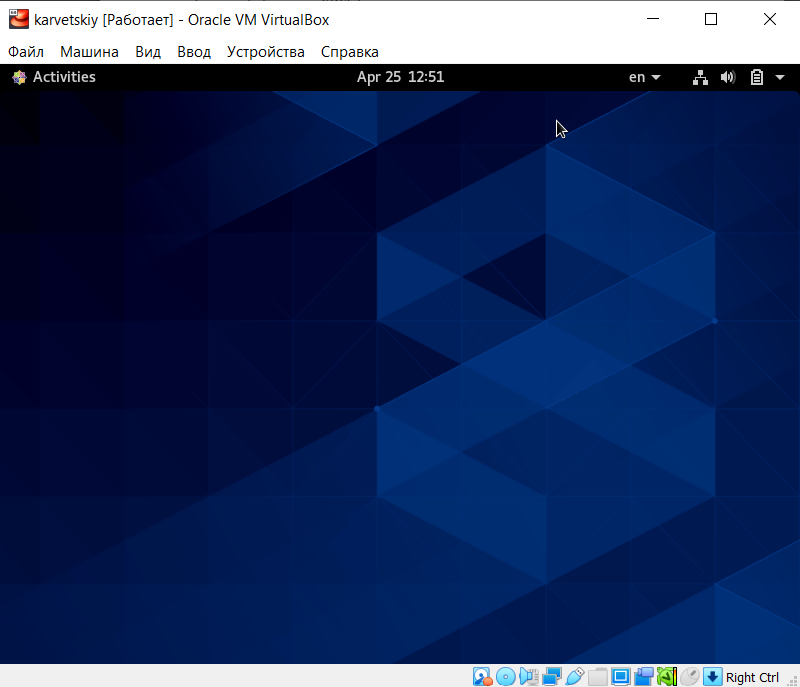 karvetskiy [Работает] - Oracle VM VirtualBox
Файл Машина Вид Ввод Устройства Справка
Activities Apr 25 12:51 en
Right Ctrl